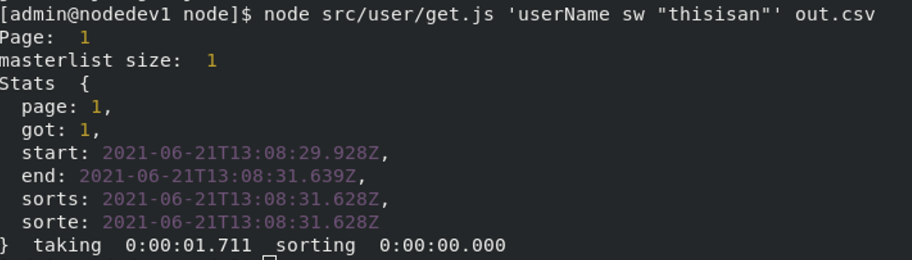 [admin@nodedev1 node]$ node src/user/get.js 'userName sw "thisisan"' out.csv
Page:  1
masterlist size:  1
Stats  {
  page: 1,
  got: 1,
  start: 2021-06-21T13:08:29.928Z,
  end: 2021-06-21T13:08:31.639Z,
  sorts: 2021-06-21T13:08:31.628Z,
  sorte: 2021-06-21T13:08:31.628Z
}  taking  0:00:01.711  sorting  0:00:00.000